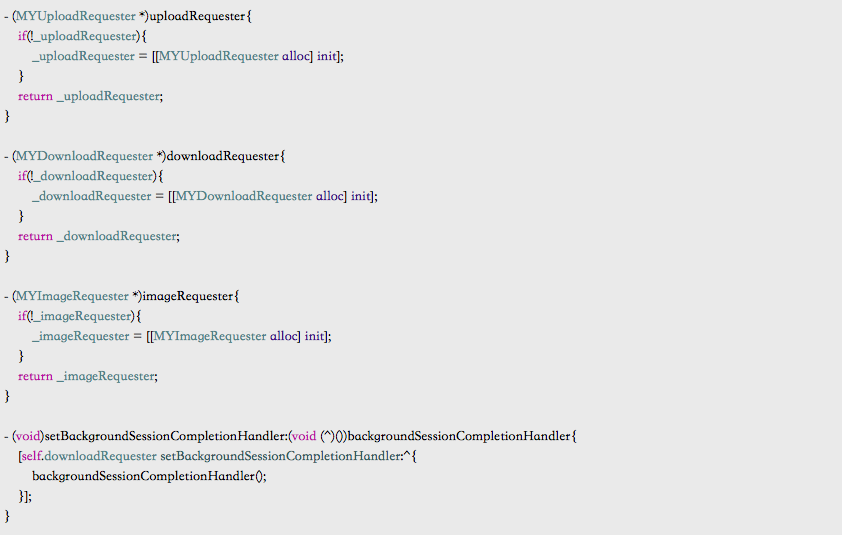 - (MYUploadRequester *)uploadRequester{
if(!_uploadRequester){
_uploadRequester = [[MYUploadRequester alloc] init];
}
return _uploadRequester;
}
- (MYDownloadRequester *)downloadRequester{
if(!_downloadRequester){
_downloadRequester = [[MYDownloadRequester alloc] init];
}
return _downloadRequester;
}
- (MYImageRequester *)imageRequester{
if(!_imageRequester){
_imageRequester = [[MYImageRequester alloc] init];
}
return _imageRequester;
}
- (void)setBackgroundSessionCompletionHandler:(void (^)())backgroundSessionCompletionHandler{
[self.downloadRequester setBackgroundSessionCompletionHandler:^{
backgroundSessionCompletionHandler();
}];
}